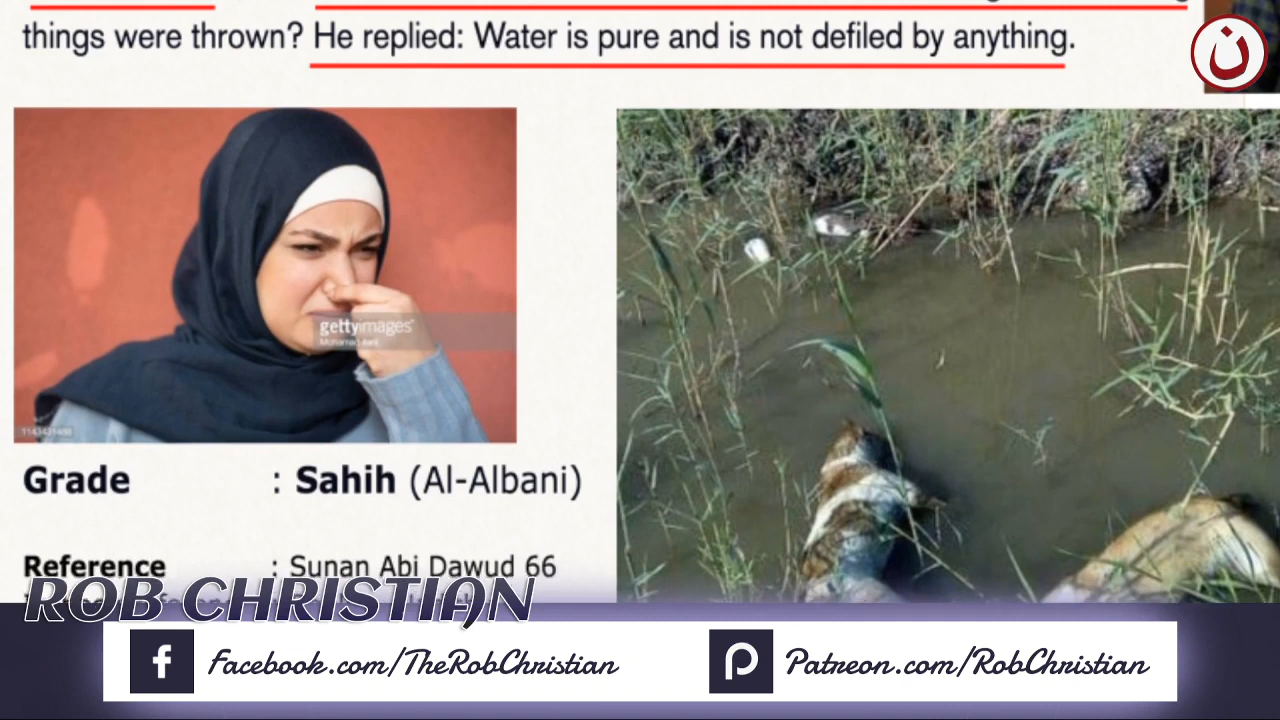 things were thrown? He replied: Water is pure and is not defiled by anything.
ن
gettyimages
Grade : Sahih (Al-Albani)
Reference : Sunan Abi Dawud 66
ROB CHRISTIAN
f Facebook.com/TheRobChristian
Patreon.com/RobChristian